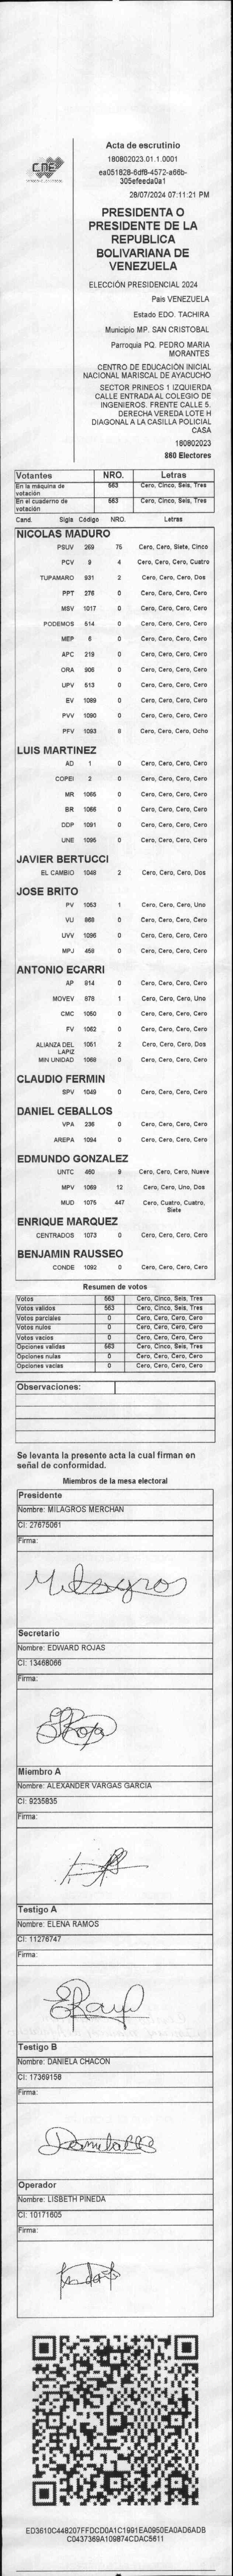 CNE
Acta de escrutinio
180802023.01.1.0001
ea051828-6df8-4572-a66b-
305efeeda0a1
28/07/2024 07:11:21 PM
PRESIDENTA O
PRESIDENTE DE LA
REPUBLICA
BOLIVARIANA DE
VENEZUELA
ELECCIÓN PRESIDENCIAL 2024
Pais VENEZUELA
Estado EDO. TACHIRA
Municipio MP. SAN CRISTOBAL
Parroquia PQ. PEDRO MARIA
MORANTES
CENTRO DE EDUCACIÓN INICIAL
NACIONAL MARISCAL DE AYACUCHO
SECTOR PRINEOS 1 IZQUIERDA
CALLE ENTRADA AL COLEGIO DE
INGENIEROS. FRENTE CALLE 5.
DERECHA VEREDA LOTE H
DIAGONAL A LA CASILLA POLICIAL
CASA
180802023
860 Electores
Votantes NRO. Letras
En la máquina de votación 563 Cero, Cinco, Seis, Tres
En el cuaderno de votación 563 Cero, Cinco, Seis, Tres
Cand. Sigla Código NRO. Letras
NICOLAS MADURO
PSUV 269 75 Cero, Cero, Siete, Cinco
PCV 9 4 Cero, Cero, Cero, Cuatro
TUPAMARO 931 2 Cero, Cero, Cero, Dos
PPT 276 0 Cero, Cero, Cero, Cero
MSV 1017 0 Cero, Cero, Cero, Cero
PODEMOS 514 0 Cero, Cero, Cero, Cero
MEP 6 0 Cero, Cero, Cero, Cero
APC 219 0 Cero, Cero, Cero, Cero
ORA 906 0 Cero, Cero, Cero, Cero
UPV 513 0 Cero, Cero, Cero, Cero
EV 1089 0 Cero, Cero, Cero, Cero
PVV 1090 0 Cero, Cero, Cero, Cero
PFV 1093 8 Cero, Cero, Cero, Ocho
LUIS MARTINEZ
AD 1 0 Cero, Cero, Cero, Cero
COPEI 2 0 Cero, Cero, Cero, Cero
MR 1065 0 Cero, Cero, Cero, Cero
BR 1066 0 Cero, Cero, Cero, Cero
DDP 1091 0 Cero, Cero, Cero, Cero
UNE 1095 0 Cero, Cero, Cero, Cero
JAVIER BERTUCCI
EL CAMBIO 1048 2 Cero, Cero, Cero, Dos
JOSE BRITO
PV 1053 1 Cero, Cero, Cero, Uno
VU 860 0 Cero, Cero, Cero, Cero
UVV 1096 0 Cero, Cero, Cero, Cero
MPJ 458 0 Cero, Cero, Cero, Cero
ANTONIO ECARRI
AP 914 0 Cero, Cero, Cero, Cero
MOVEV 878 1 Cero, Cero, Cero, Uno
CMC 1050 0 Cero, Cero, Cero, Cero
FV 1062 0 Cero, Cero, Cero, Cero
ALIANZA DEL LAPIZ 1051 2 Cero, Cero, Cero, Dos
MIN UNIDAD 1068 0 Cero, Cero, Cero, Cero
CLAUDIO FERMIN
SPV 1049 0 Cero, Cero, Cero, Cero
DANIEL CEBALLOS
VPA 236 0 Cero, Cero, Cero, Cero
AREPA 1094 0 Cero, Cero, Cero, Cero
EDMUNDO GONZALEZ
UNTC 460 9 Cero, Cero, Cero, Nueve
MPV 1069 12 Cero, Cero, Uno, Dos
MUD 1075 447 Cero, Cuatro, Cuatro,
Siete
ENRIQUE MARQUEZ
CENTRADOS 1073 0 Cero, Cero, Cero, Cero
BENJAMIN RAUSSEO
CONDE 1092 0 Cero, Cero, Cero, Cero
Resumen de votos
Votos 563 Cero, Cinco, Seis, Tres
Votos validos 563 Cero, Cinco, Seis, Tres
Votos parciales 0 Cero, Cero, Cero, Cero
Votos nulos 0 Cero, Cero, Cero, Cero
Votos vacios 0 Cero, Cero, Cero, Cero
Opciones validas 563 Cero, Cinco, Seis, Tres
Opciones nulas 0 Cero, Cero, Cero, Cero
Opciones vacias 0 Cero, Cero, Cero, Cero
Observaciones:
Se levanta la presente acta la cual firman en
señal de conformidad.
Miembros de la mesa electoral
Presidente
Nombre: MILAGROS MERCHAN
CI: 27675061
Firma:
Milagros
Secretario
Nombre: EDWARD ROJAS
CI: 13468066
Firma:
Miembro A
Nombre: ALEXANDER VARGAS GARCIA
CI: 9235635
Firma:
Testigo A
Nombre: ELENA RAMOS
CI: 11276747
Firma:
Testigo B
Nombre: DANIELA CHACON
CI: 17369158
Firma:
Operador
Nombre: LISBETH PINEDA
CI: 10171605
Firma:
ED3610C448207FFDCD0A1C1991EA0950EA0AD6ADB
C0437369A109874CDAC5611